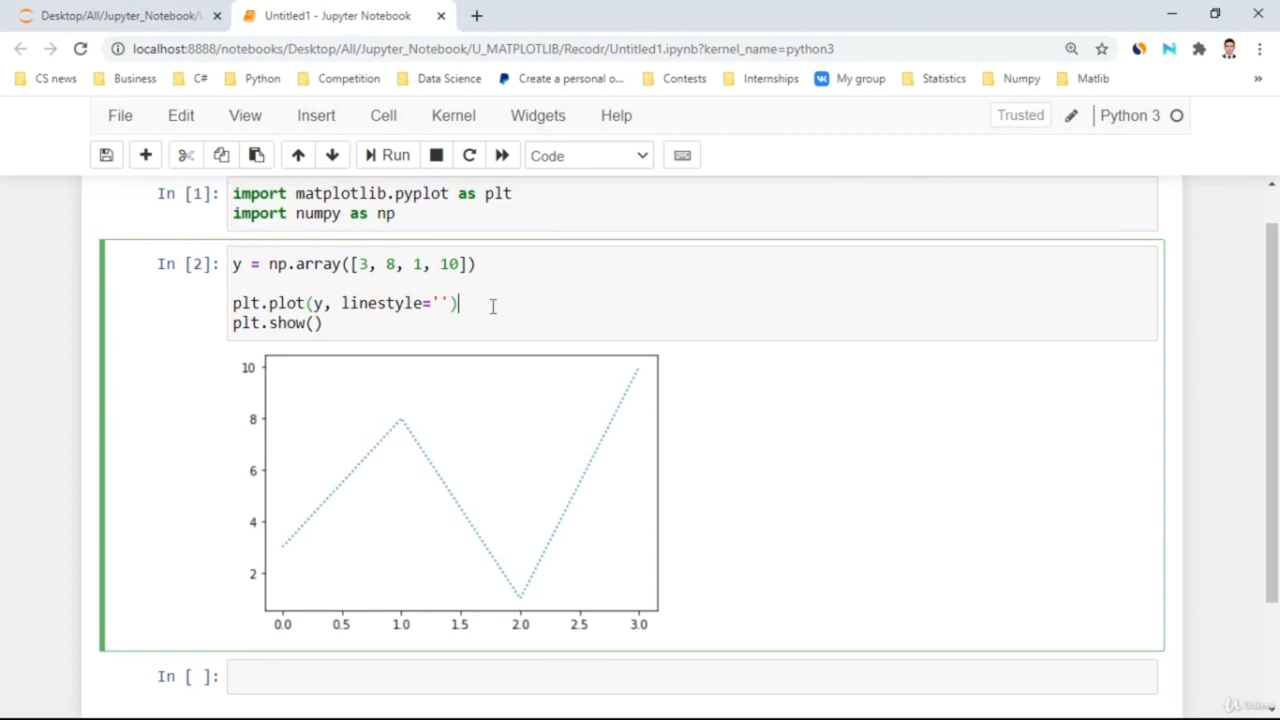 Desktop/All/Jupyter_Notebook/U
Untitled1 - Jupyter Notebook
localhost:8888/notebooks/Desktop/All/Jupyter_Notebook/U_MATPLOTLIB/Recodr/Untitled1.ipynb?kernel_name=python3
CS news Business C# Python Competition Data Science Create a personal o... Contests Internships My group Statistics Numpy Matlib »
File Edit View Insert Cell Kernel Widgets Help Trusted Python 3
Run Code
In [1]: import matplotlib.pyplot as plt
import numpy as np
In [2]: y = np.array([3, 8, 1, 10])
plt.plot(y, linestyle='')
plt.show()
10
8
6
4
2
0.0 0.5 1.0 1.5 2.0 2.5 3.0
In [ ]: